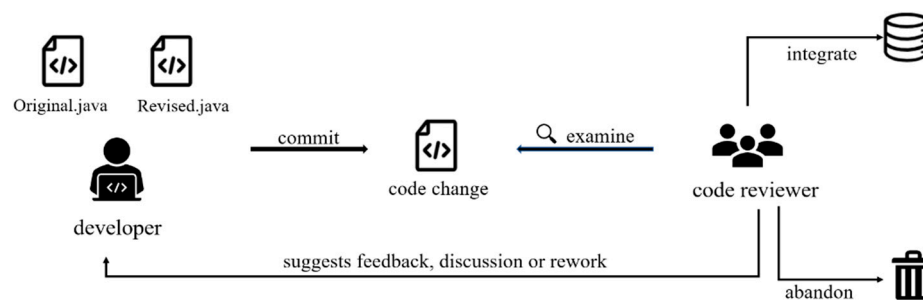 Original.java
Revised.java
developer
commit
code change
examine
code reviewer
integrate
suggests feedback, discussion or rework
abandon